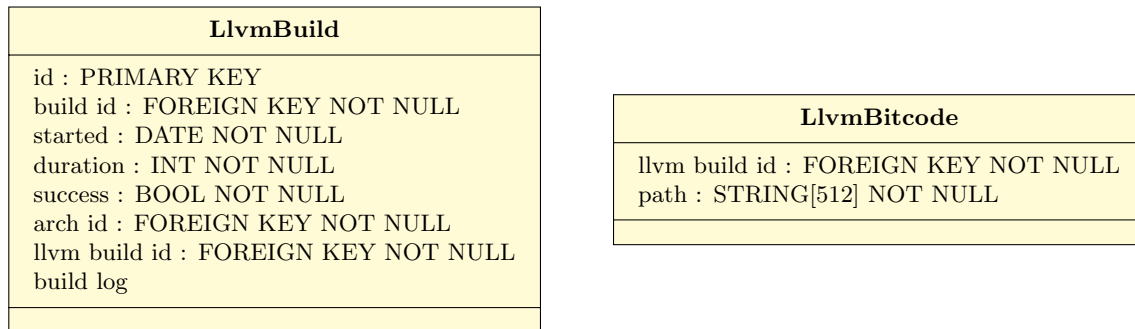 LlvmBuild
id : PRIMARY KEY
build id : FOREIGN KEY NOT NULL
started : DATE NOT NULL
duration : INT NOT NULL
success : BOOL NOT NULL
arch id : FOREIGN KEY NOT NULL
llvm build id : FOREIGN KEY NOT NULL
build log
LlvmBitcode
llvm build id : FOREIGN KEY NOT NULL
path : STRING[512] NOT NULL